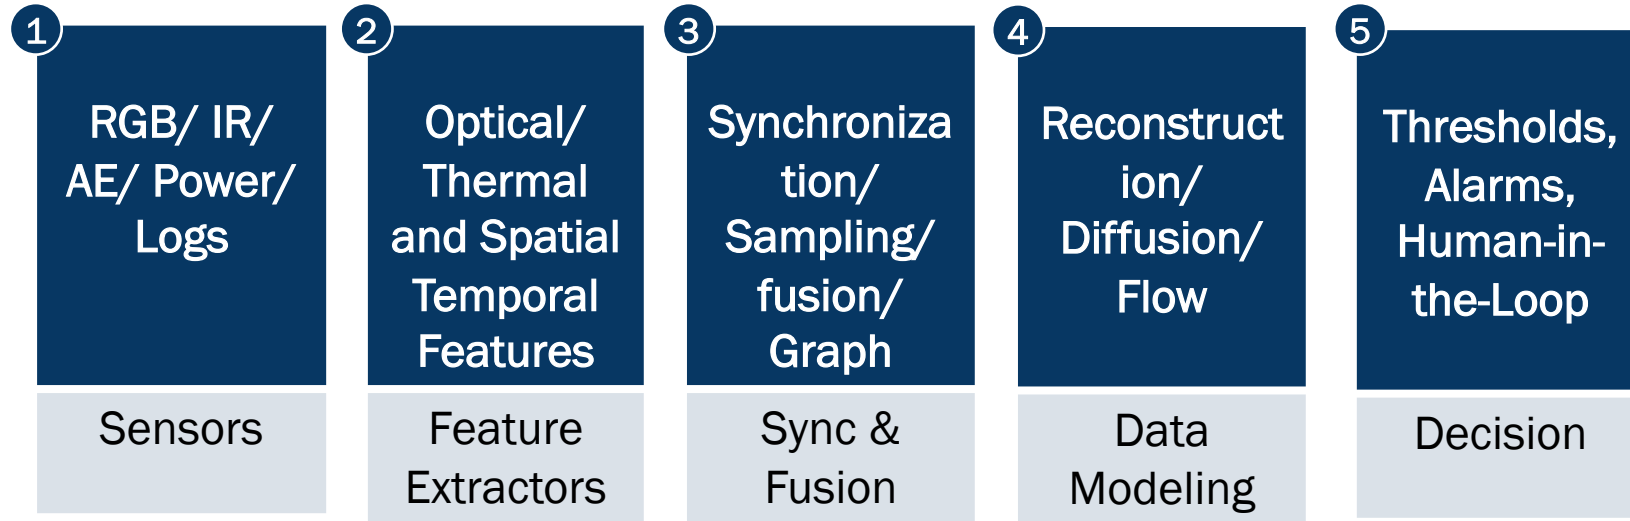 1
RGB/ IR/
AE/ Power/
Logs
Sensors
2
Optical/
Thermal
and Spatial
Temporal
Features
Feature
Extractors
3
Synchroniza
tion/
Sampling/
fusion/
Graph
Sync &
Fusion
4
Reconstruct
ion/
Diffusion/
Flow
Data
Modeling
5
Thresholds,
Alarms,
Human-in-
the-Loop
Decision